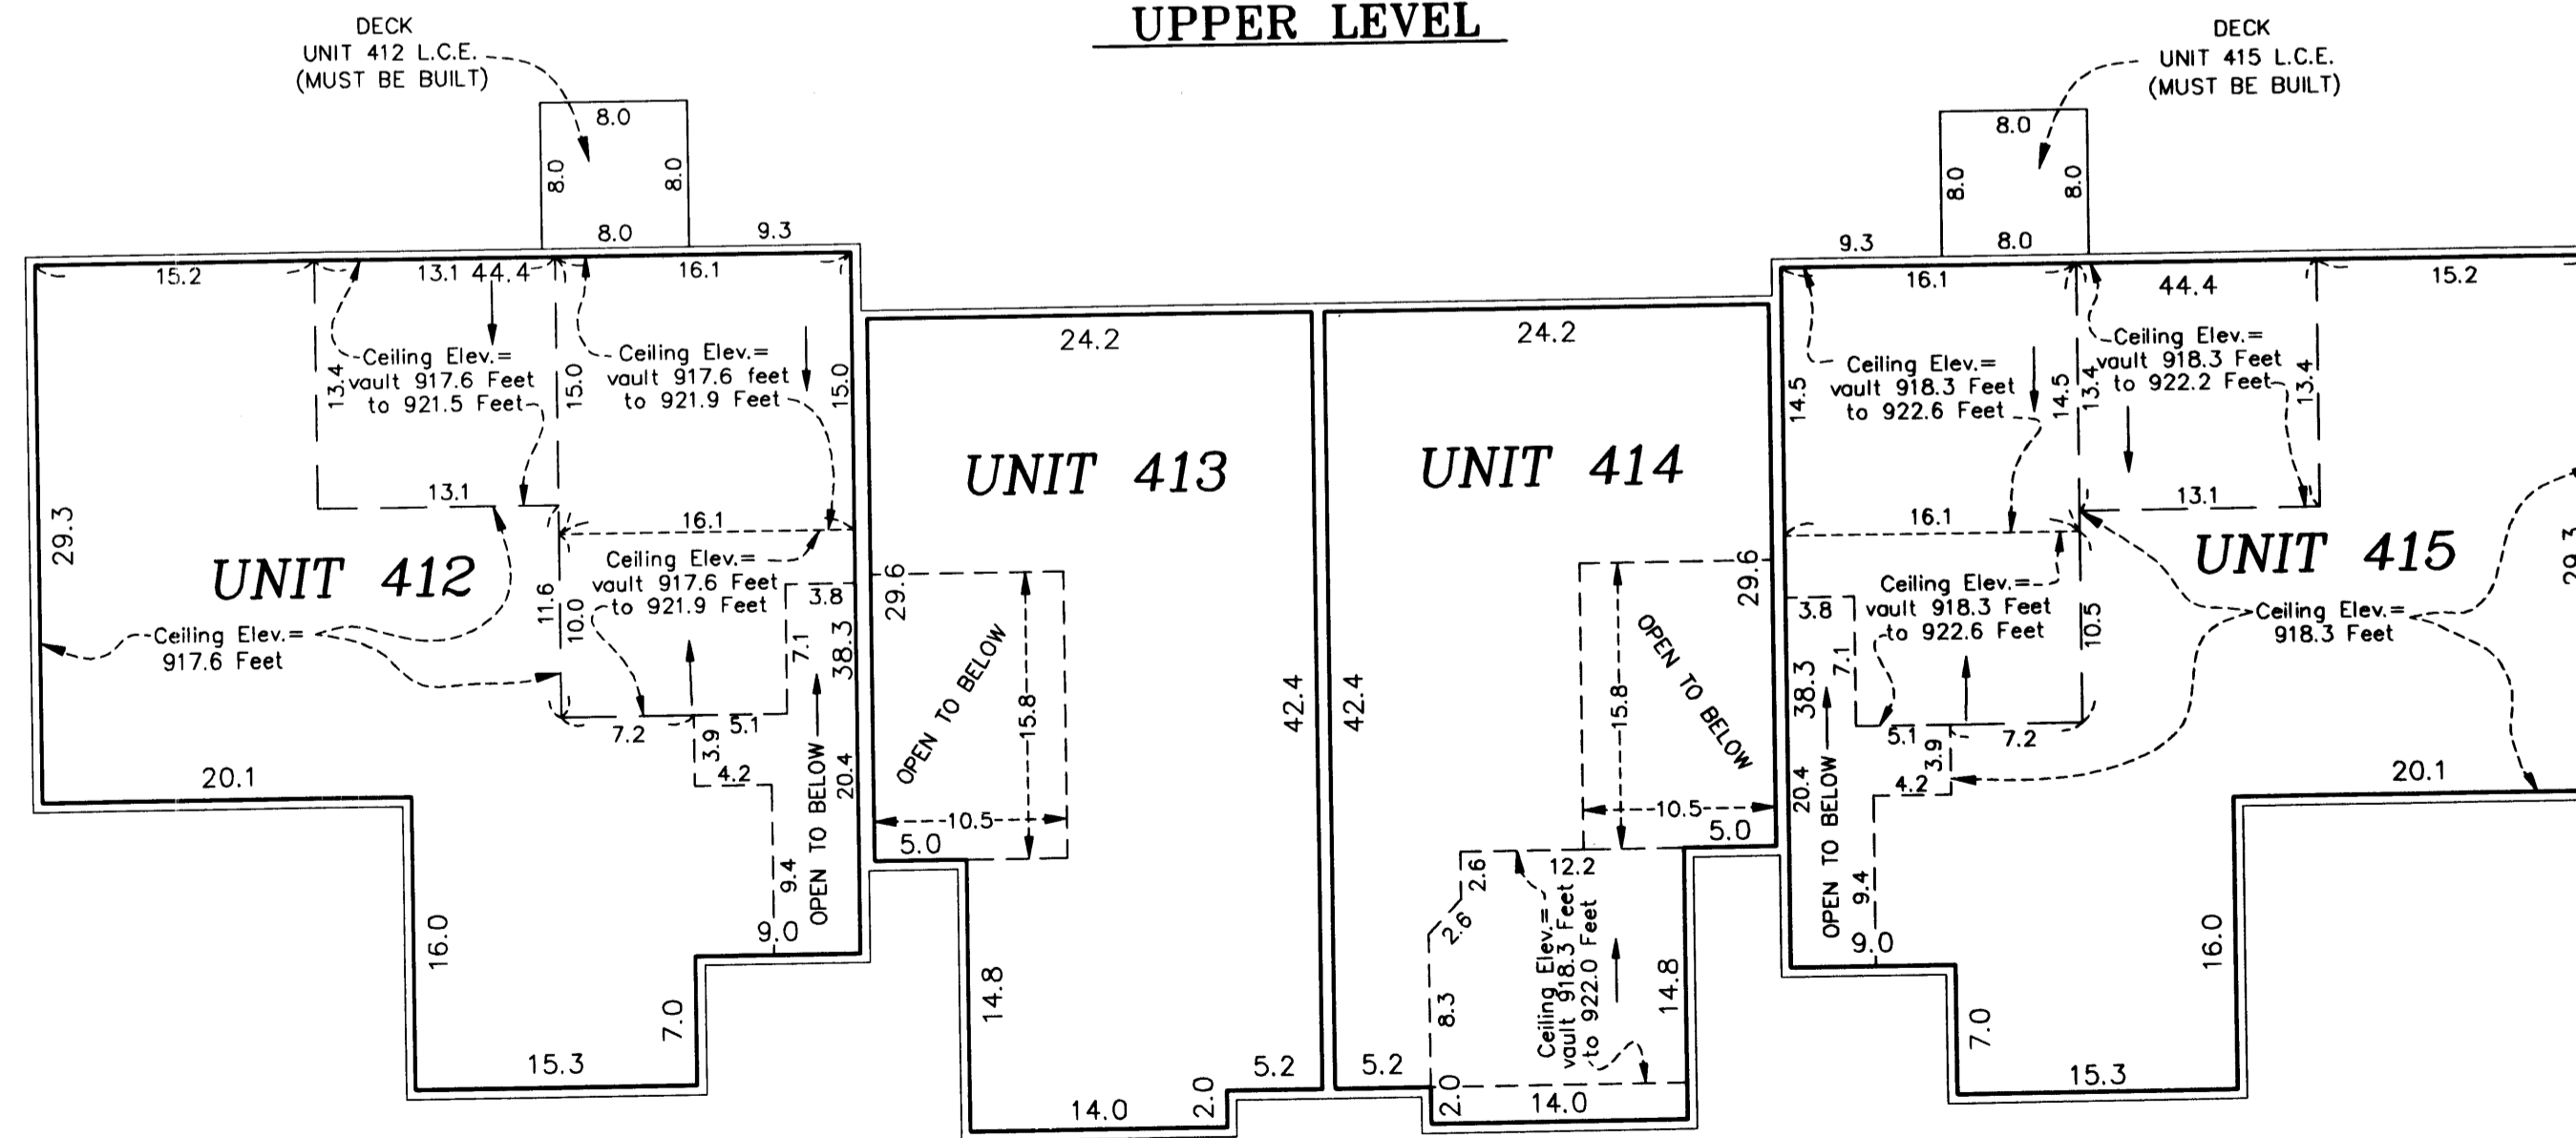 UPPER LEVEL
DECK
UNIT 412 L.C.E.
(MUST BE BUILT)
8.0
8.0
8.0
8.0
9.3
15.2
13.1
44.4
16.1
Ceiling Elev.=
vault 917.6 Feet
to 921.5 Feet
13.4
15.0
Ceiling Elev.=
vault 917.6 feet
to 921.9 Feet
15.0
13.1
16.1
29.3
UNIT 412
Ceiling Elev.=
vault 917.6 Feet
to 921.9 Feet
11.6
10.0
3.8
7.1
38.3
Ceiling Elev.=
917.6 Feet
7.2
5.1
3.9
4.2
20.4
OPEN TO BELOW
20.1
9.4
9.0
16.0
7.0
15.3
24.2
UNIT 413
29.6
OPEN TO BELOW
15.8
10.5
5.0
42.4
14.8
5.2
2.0
14.0
24.2
UNIT 414
29.6
OPEN TO BELOW
15.8
10.5
5.0
42.4
12.2
2.6
2.6
8.3
Ceiling Elev.=
vault 918.3 Feet
to 922.0 Feet
14.8
5.2
2.0
14.0
DECK
UNIT 415 L.C.E.
(MUST BE BUILT)
8.0
8.0
8.0
8.0
9.3
16.1
44.4
15.2
Ceiling Elev.=
vault 918.3 Feet
to 922.6 Feet
14.5
14.5
13.4
Ceiling Elev.=
vault 918.3 Feet
to 922.2 Feet
13.4
13.1
16.1
UNIT 415
29.3
Ceiling Elev.=
vault 918.3 Feet
to 922.6 Feet
3.8
7.1
38.3
10.5
Ceiling Elev.=
918.3 Feet
5.1
7.2
3.9
4.2
20.4
OPEN TO BELOW
20.1
9.4
9.0
16.0
7.0
15.3